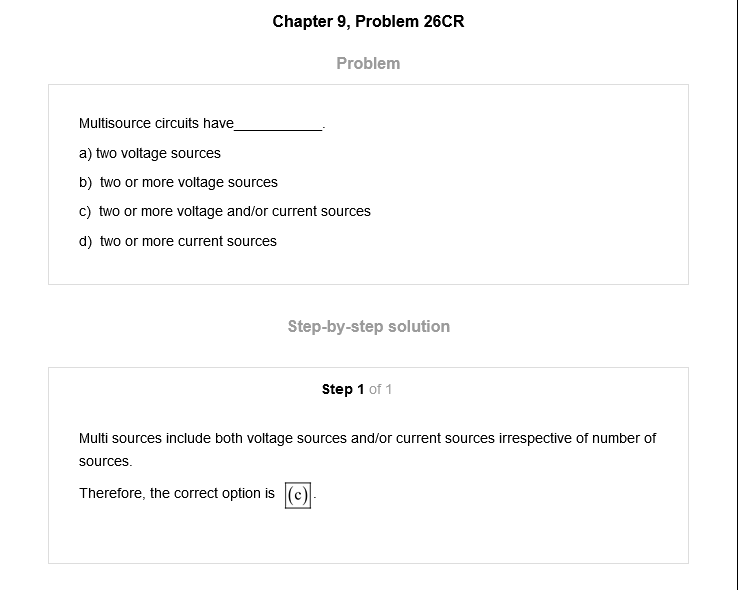 Chapter 9, Problem 26CR
Problem
Multisource circuits have____________.
a) two voltage sources
b) two or more voltage sources
c) two or more voltage and/or current sources
d) two or more current sources
Step-by-step solution
Step 1 of 1
Multi sources include both voltage sources and/or current sources irrespective of number of
sources.
Therefore, the correct option is (c).